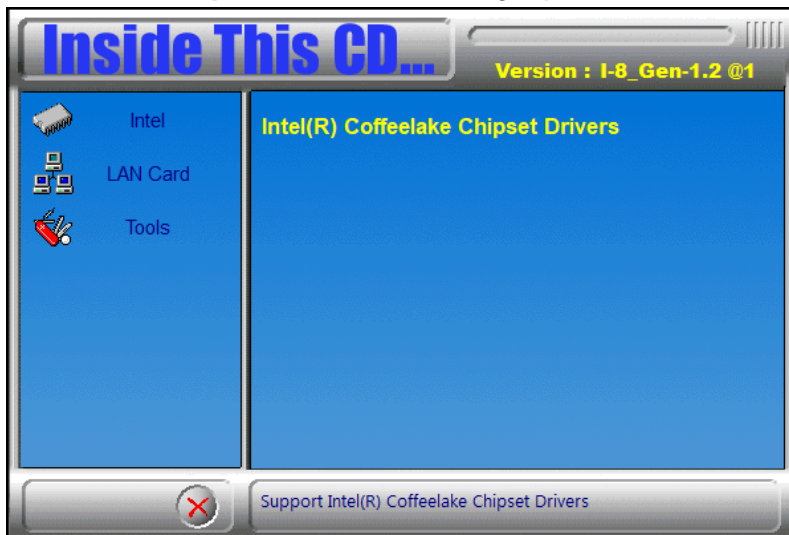 Inside This CD...
Version : I-8_Gen-1.2 @1
Intel
LAN Card
Tools
Intel(R) Coffeelake Chipset Drivers
Support Intel(R) Coffeelake Chipset Drivers